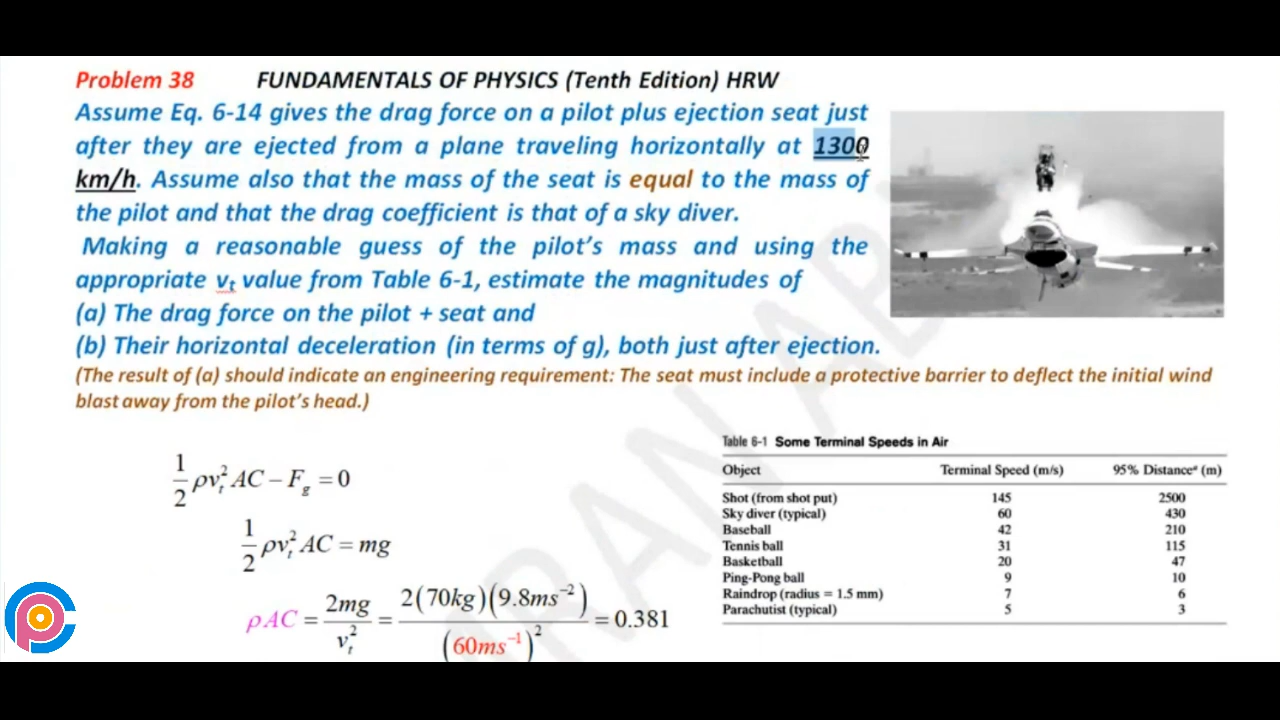 Problem 38 FUNDAMENTALS OF PHYSICS (Tenth Edition) HRW
Assume Eq. 6-14 gives the drag force on a pilot plus ejection seat just
after they are ejected from a plane traveling horizontally at 1300
km/h. Assume also that the mass of the seat is equal to the mass of
the pilot and that the drag coefficient is that of a sky diver.
Making a reasonable guess of the pilot's mass and using the
appropriate vₜ value from Table 6-1, estimate the magnitudes of
(a) The drag force on the pilot + seat and
(b) Their horizontal deceleration (in terms of g), both just after ejection.
(The result of (a) should indicate an engineering requirement: The seat must include a protective barrier to deflect the initial wind
blast away from the pilot's head.)
1/2 ρvₜ² AC − F_g = 0
1/2 ρvₜ² AC = mg
ρAC = 2mg/vₜ² = 2(70kg)(9.8ms⁻²)/(60ms⁻¹)² = 0.381
Table 6-1 Some Terminal Speeds in Air
Object Terminal Speed (m/s) 95% Distanceᵃ (m)
Shot (from shot put) 145 2500
Sky diver (typical) 60 430
Baseball 42 210
Tennis ball 31 115
Basketball 20 47
Ping-Pong ball 9 10
Raindrop (radius = 1.5 mm) 7 6
Parachutist (typical) 5 3